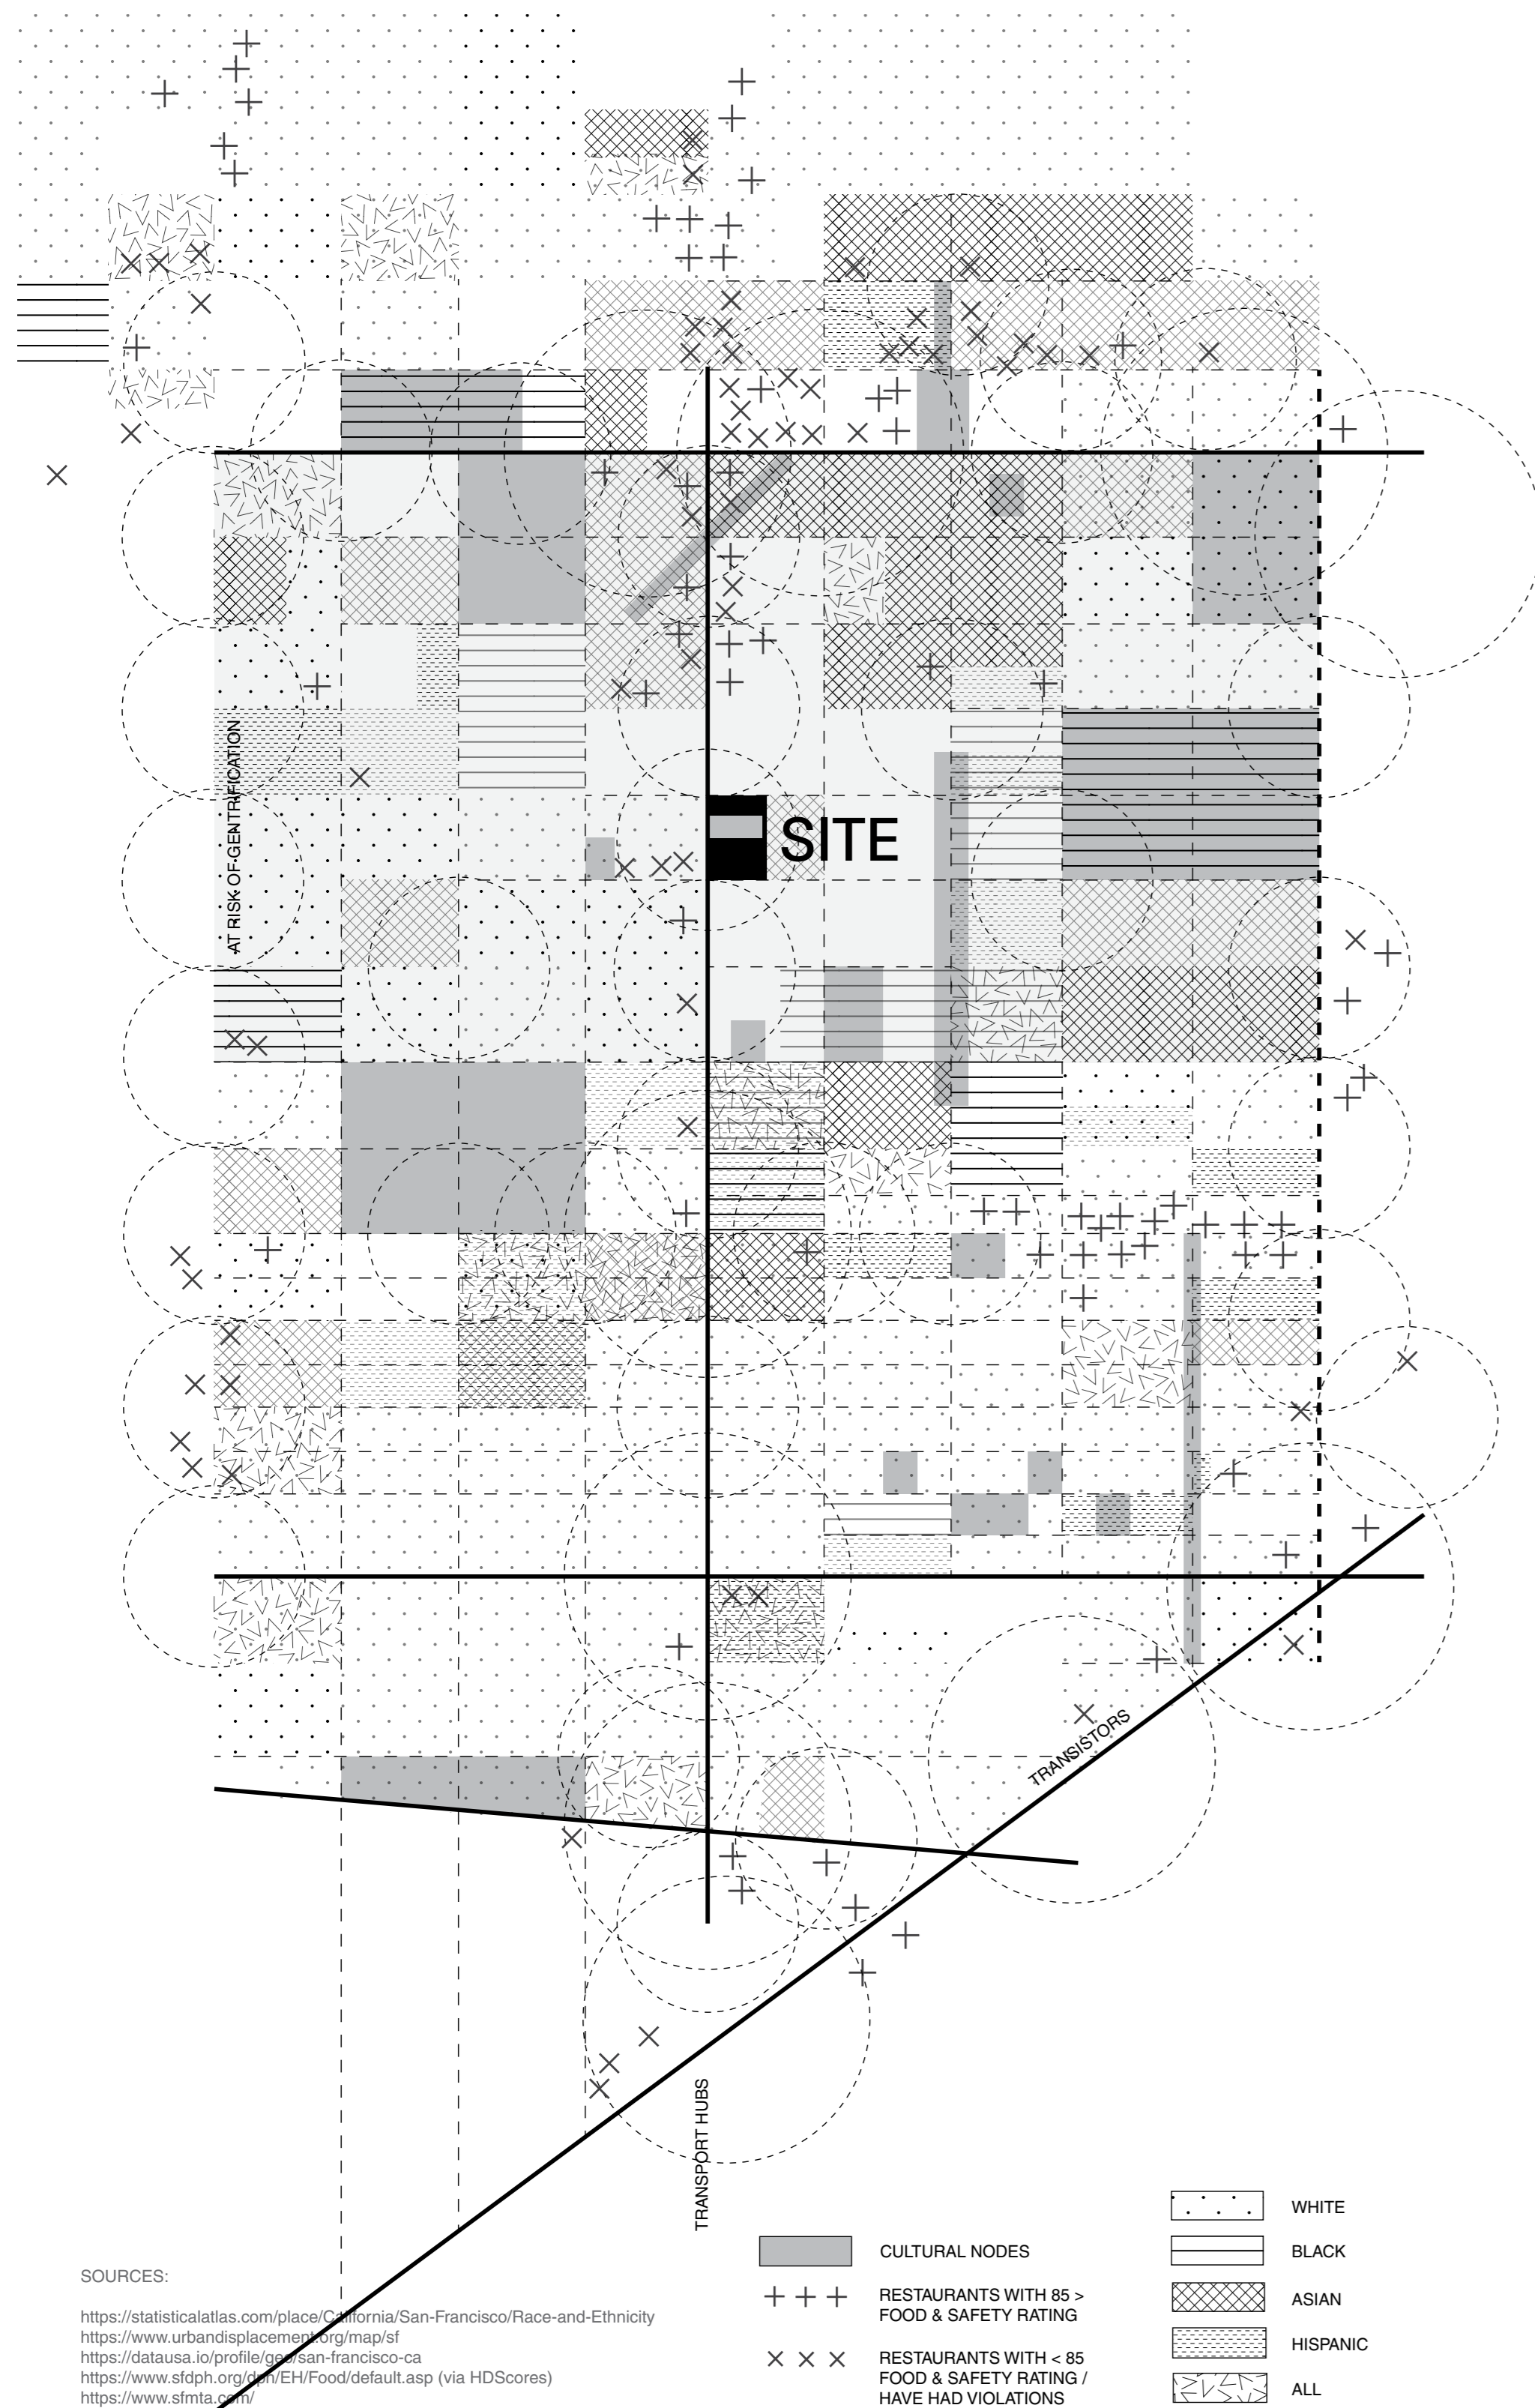 AT RISK OF GENTRIFICATION
SITE
TRANSISTORS
TRANSPORT HUBS
SOURCES:
https://statisticalatlas.com/place/California/San-Francisco/Race-and-Ethnicity
https://www.urbandisplacement.org/map/sf
https://datausa.io/profile/geo/san-francisco-ca
https://www.sfdph.org/dph/EH/Food/default.asp (via HDScores)
https://www.sfmta.com/
CULTURAL NODES
RESTAURANTS WITH 85 >
FOOD & SAFETY RATING
RESTAURANTS WITH < 85
FOOD & SAFETY RATING /
HAVE HAD VIOLATIONS
WHITE
BLACK
ASIAN
HISPANIC
ALL